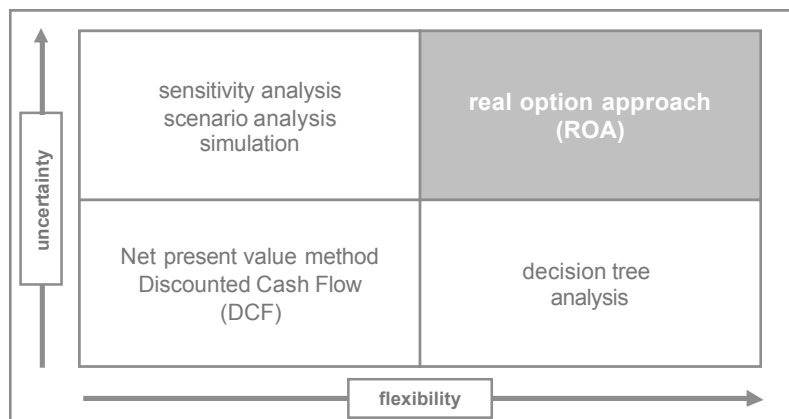 sensitivity analysis
scenario analysis
simulation
real option approach
(ROA)
uncertainty
Net present value method
Discounted Cash Flow
(DCF)
decision tree
analysis
flexibility